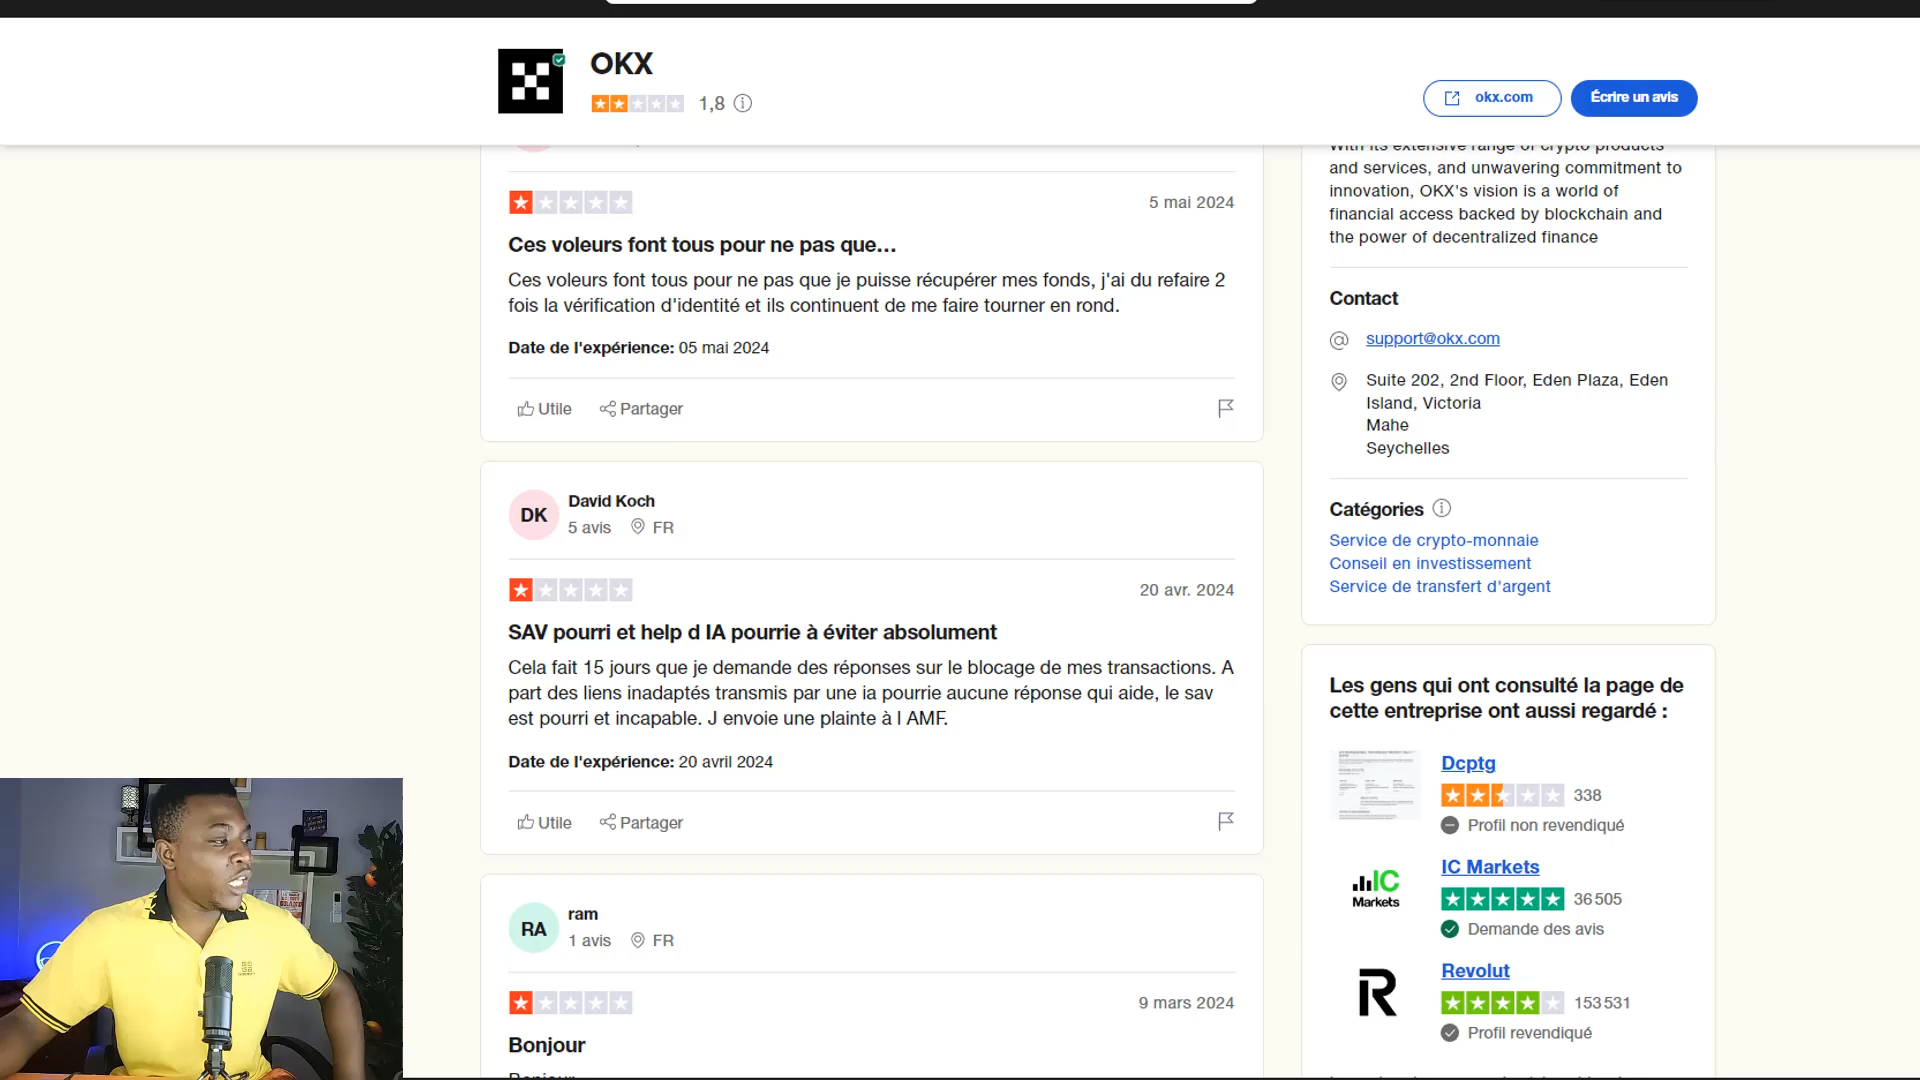 OKX
1,8
okx.com
Écrire un avis
5 mai 2024
Ces voleurs font tous pour ne pas que…
Ces voleurs font tous pour ne pas que je puisse récupérer mes fonds, j'ai du refaire 2
fois la vérification d'identité et ils continuent de me faire tourner en rond.
Date de l'expérience: 05 mai 2024
Utile
Partager
DK
David Koch
5 avis
FR
20 avr. 2024
SAV pourri et help d IA pourrie à éviter absolument
Cela fait 15 jours que je demande des réponses sur le blocage de mes transactions. A
part des liens inadaptés transmis par une ia pourrie aucune réponse qui aide, le sav
est pourri et incapable. J envoie une plainte à l AMF.
Date de l'expérience: 20 avril 2024
Utile
Partager
RA
ram
1 avis
FR
9 mars 2024
Bonjour
With its extensive range of crypto products
and services, and unwavering commitment to
innovation, OKX's vision is a world of
financial access backed by blockchain and
the power of decentralized finance
Contact
support@okx.com
Suite 202, 2nd Floor, Eden Plaza, Eden
Island, Victoria
Mahe
Seychelles
Catégories
Service de crypto-monnaie
Conseil en investissement
Service de transfert d'argent
Les gens qui ont consulté la page de
cette entreprise ont aussi regardé :
Dcptg
338
Profil non revendiqué
IC
Markets
IC Markets
36 505
Demande des avis
R
Revolut
153 531
Profil revendiqué